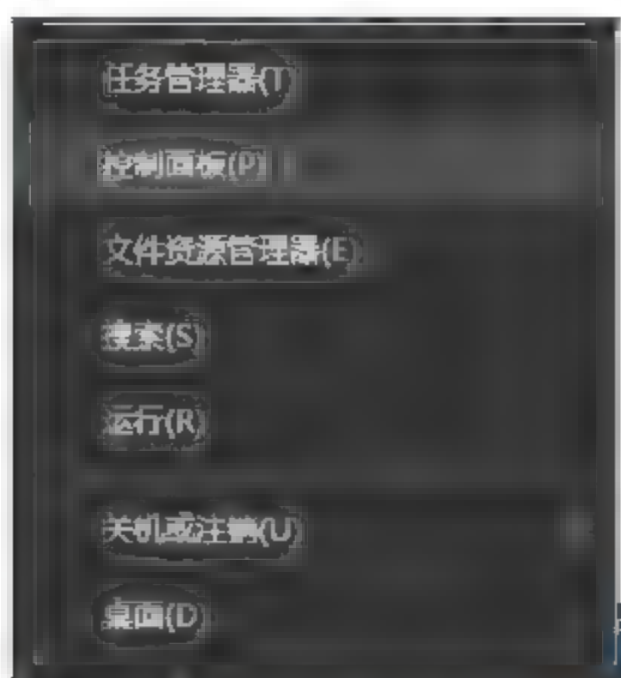 任务管理器(T)
控制面板(P)
文件资源管理器(E)
搜索(S)
运行(R)
关机或注销(U)
桌面(D)